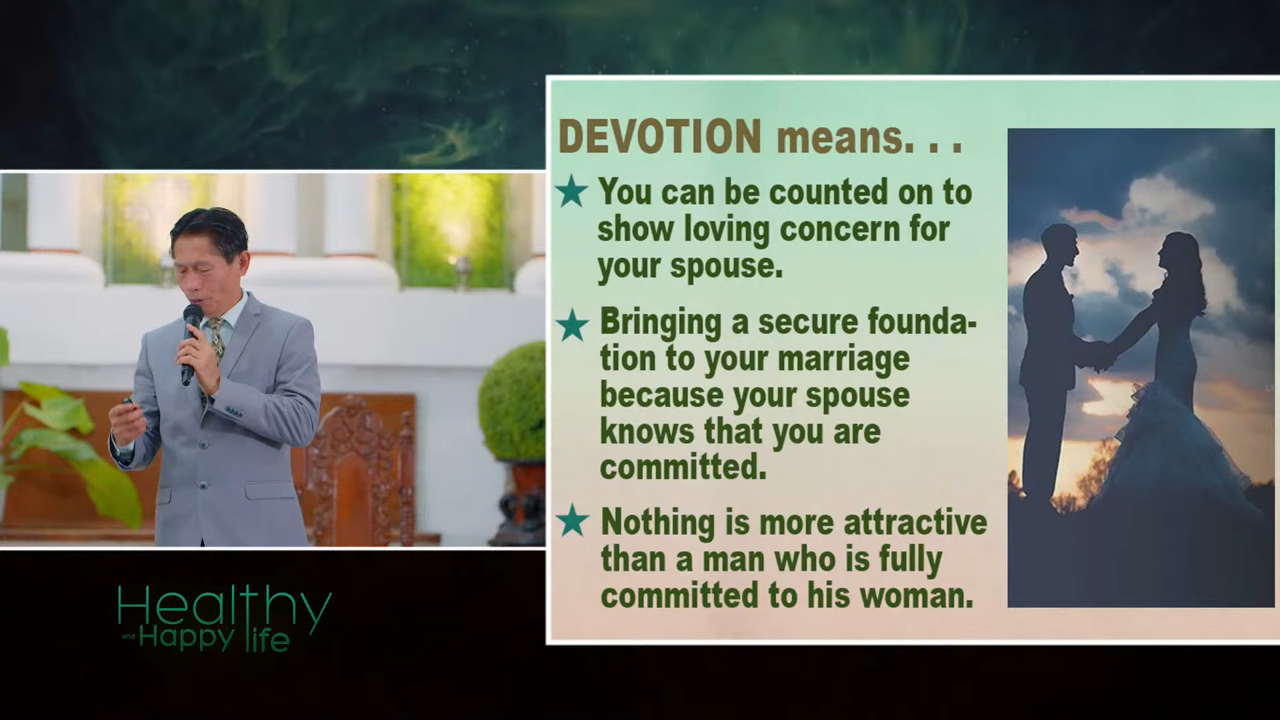 DEVOTION means. . .
You can be counted on to
show loving concern for
your spouse.
Bringing a secure founda-
tion to your marriage
because your spouse
knows that you are
committed.
Nothing is more attractive
than a man who is fully
committed to his woman.
Healthy
and Happy life